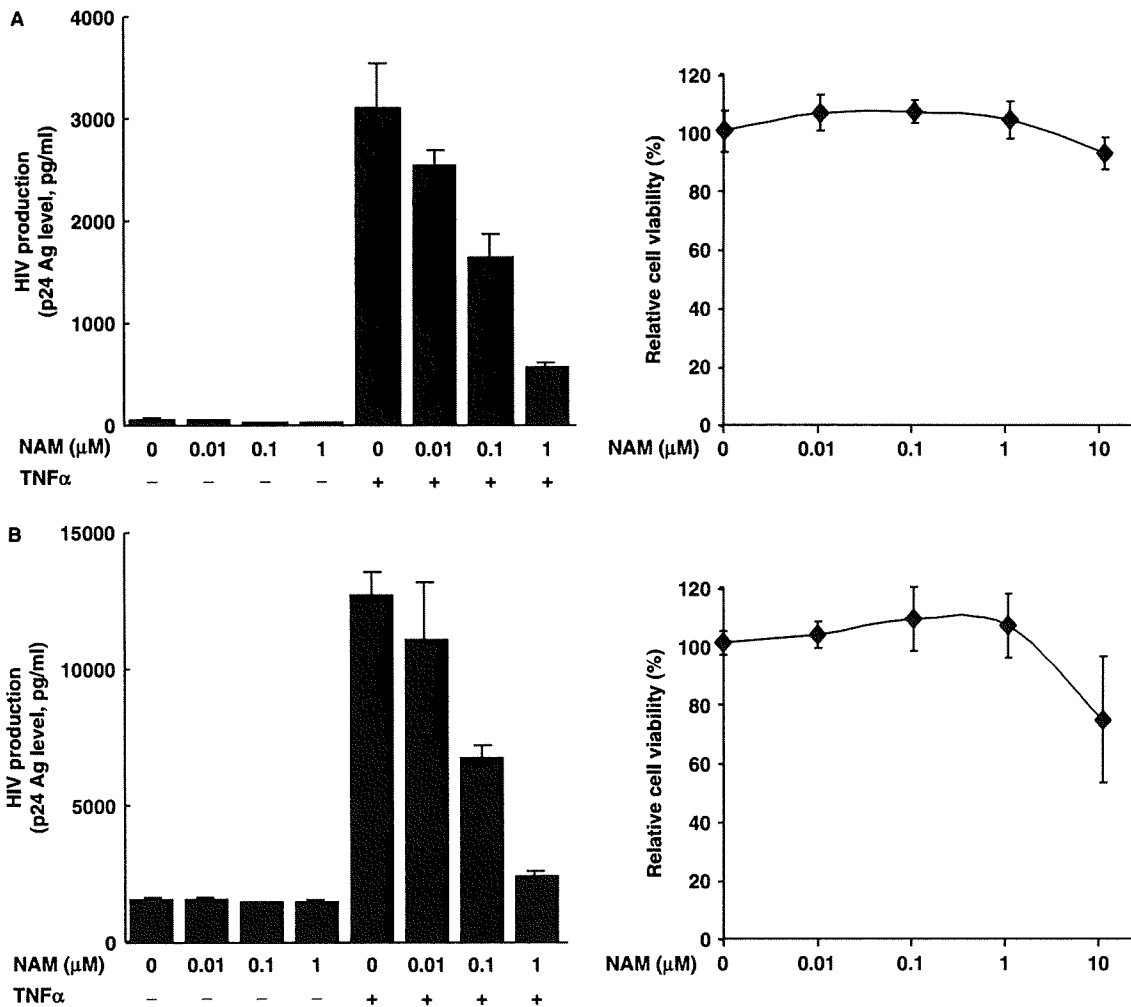 A
HIV production
(p24 Ag level, pg/ml)
4000
3000
2000
1000
0
NAM (μM) 0 0.01 0.1 1 0 0.01 0.1 1
TNFα – – – – + + + +
Relative cell viability (%)
120
100
80
60
40
20
0
NAM (μM) 0 0.01 0.1 1 10
B
HIV production
(p24 Ag level, pg/ml)
15000
10000
5000
0
NAM (μM) 0 0.01 0.1 1 0 0.01 0.1 1
TNFα – – – – + + + +
Relative cell viability (%)
120
100
80
60
40
20
0
NAM (μM) 0 0.01 0.1 1 10